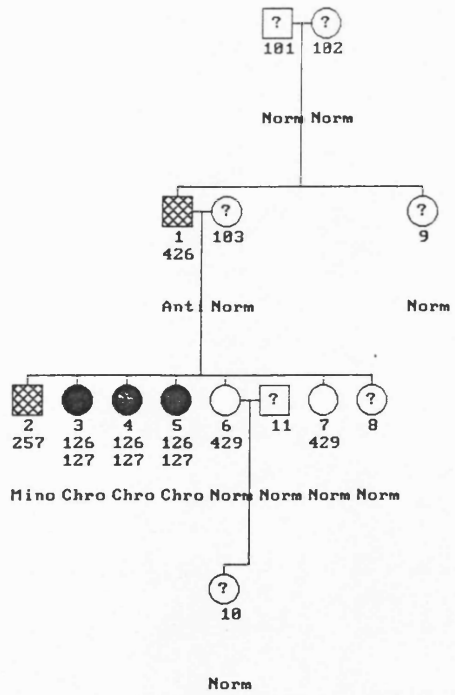 ? ?
101 102
Norm Norm
? ?
1 103 9
426
Anti Norm Norm
? ?
2 3 4 5 6 11 7 8
257 126 126 126 429 429
127 127 127
Mino Chro Chro Chro Norm Norm Norm Norm
?
10
Norm